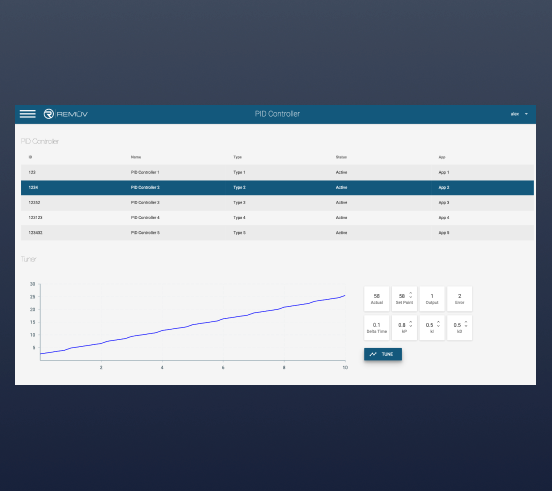 REMÜV
PID Controller
alex
PID Controller
ID Name Type Status App
123 PID Controller 1 Type 1 Active App 1
1234 PID Controller 2 Type 2 Active App 2
12232 PID Controller 3 Type 3 Active App 3
123123 PID Controller 4 Type 4 Active App 4
123432 PID Controller 5 Type 5 Active App 5
Tuner
30
25
20
15
10
5
2 4 6 8 10
58 58 1 2
Actual Set Point Output Error
0.1 0.8 0.5 0.5
Delta Time kP kI kD
TUNE